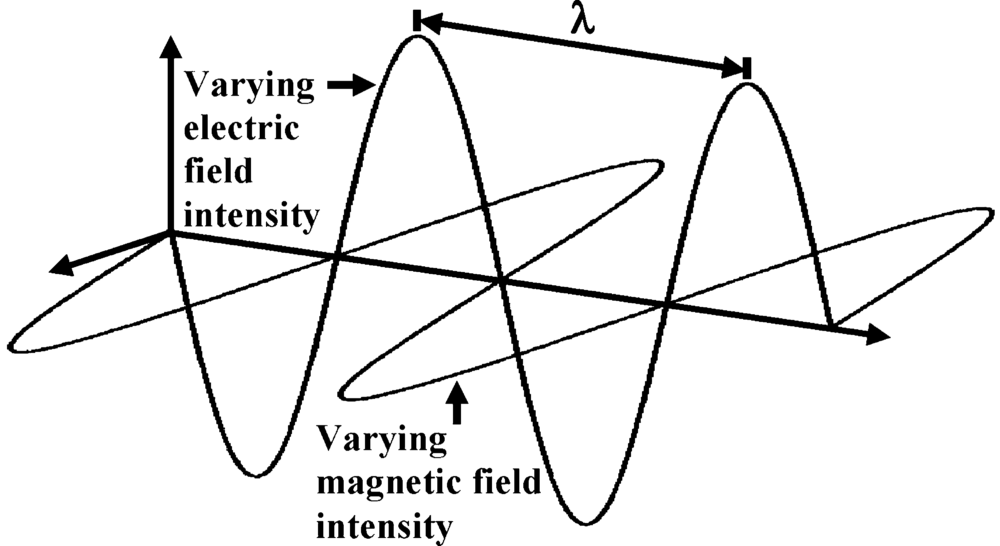 λ
Varying
electric
field
intensity
Varying
magnetic field
intensity